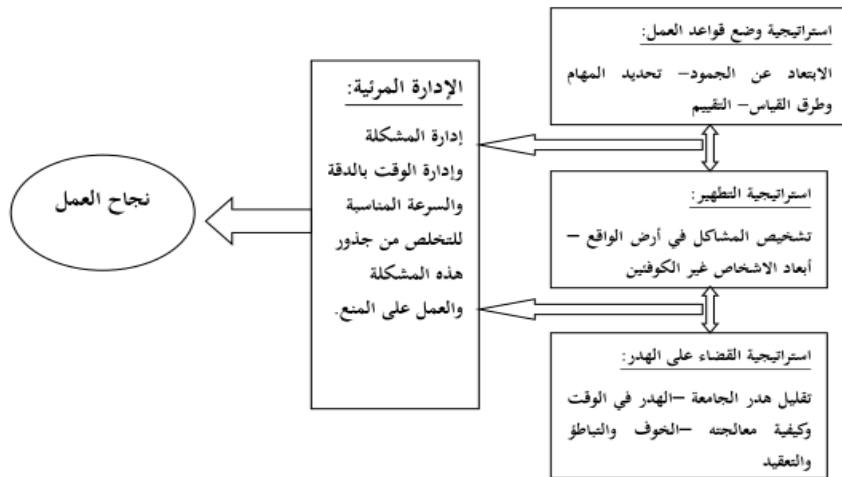 استراتيجية وضع قواعد العمل:
الابتعاد عن الجمود– تحديد المهام
وطرق القياس– التقييم
استراتيجية التطهير:
تشخيص المشاكل في أرض الواقع –
أبعاد الاشخاص غير الكوفئين
استراتيجية القضاء على الهدر:
تقليل هدر الجامعة –الهدر في الوقت
وكيفية معالجته –الخوف والتباطؤ
والتعقيد
الإدارة المرئية:
إدارة المشكلة
وإدارة الوقت بالدقة
والسرعة المناسبة
للتخلص من جذور
هذه المشكلة
والعمل على المنع.
نجاح العمل